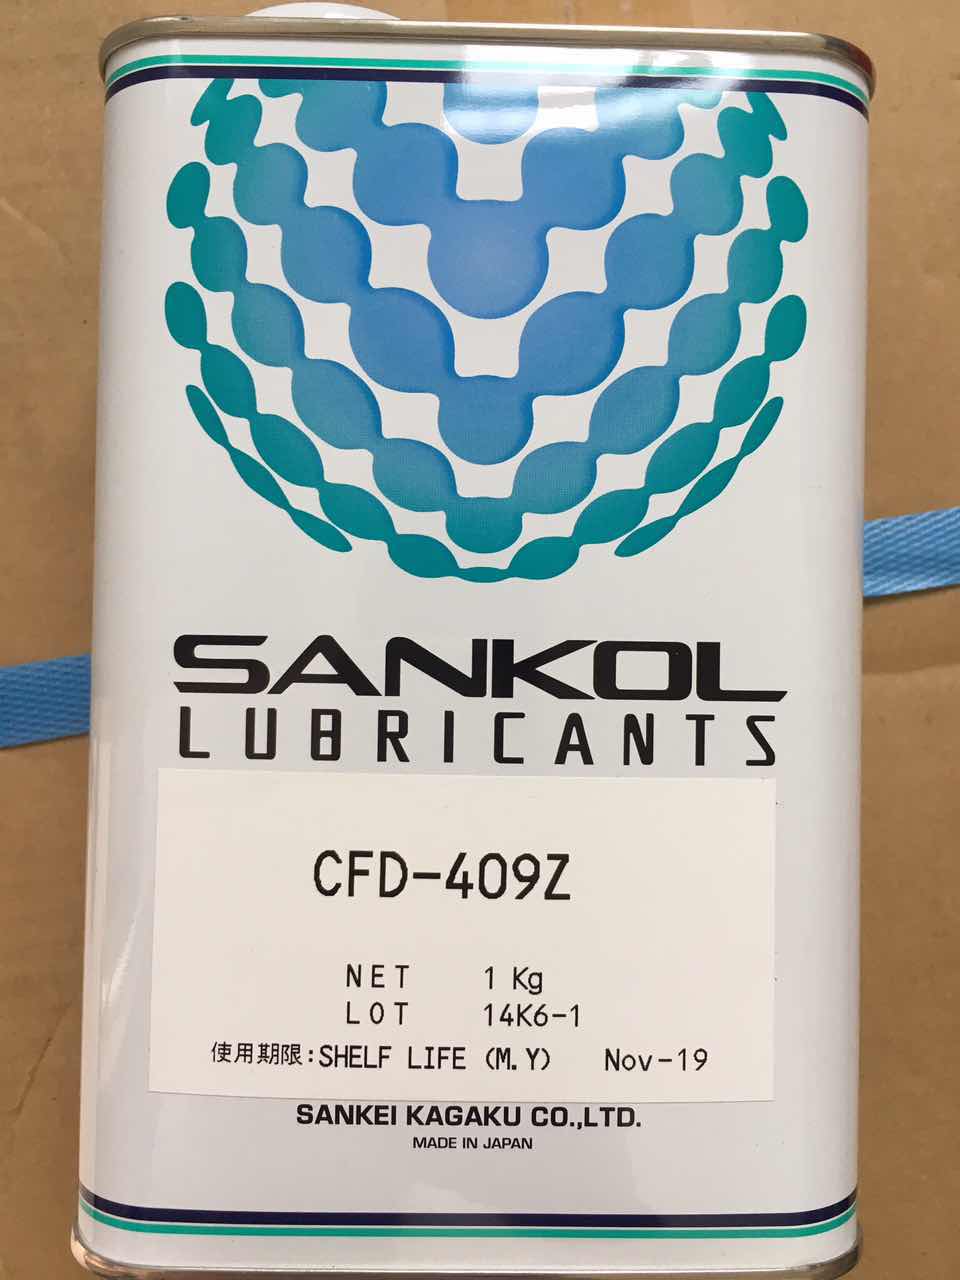 SANKOL
LUBRICANTS
CFD-409Z
NET 1 Kg
LOT 14K6-1
使用期限:SHELF LIFE (M.Y) Nov-19
SANKEI KAGAKU CO.,LTD.
MADE IN JAPAN